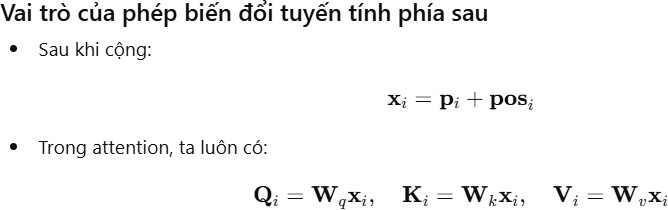 Vai trò của phép biến đổi tuyến tính phía sau
• Sau khi cộng:
xᵢ = pᵢ + posᵢ
• Trong attention, ta luôn có:
Qᵢ = W_q xᵢ, Kᵢ = W_k xᵢ, Vᵢ = W_v xᵢ